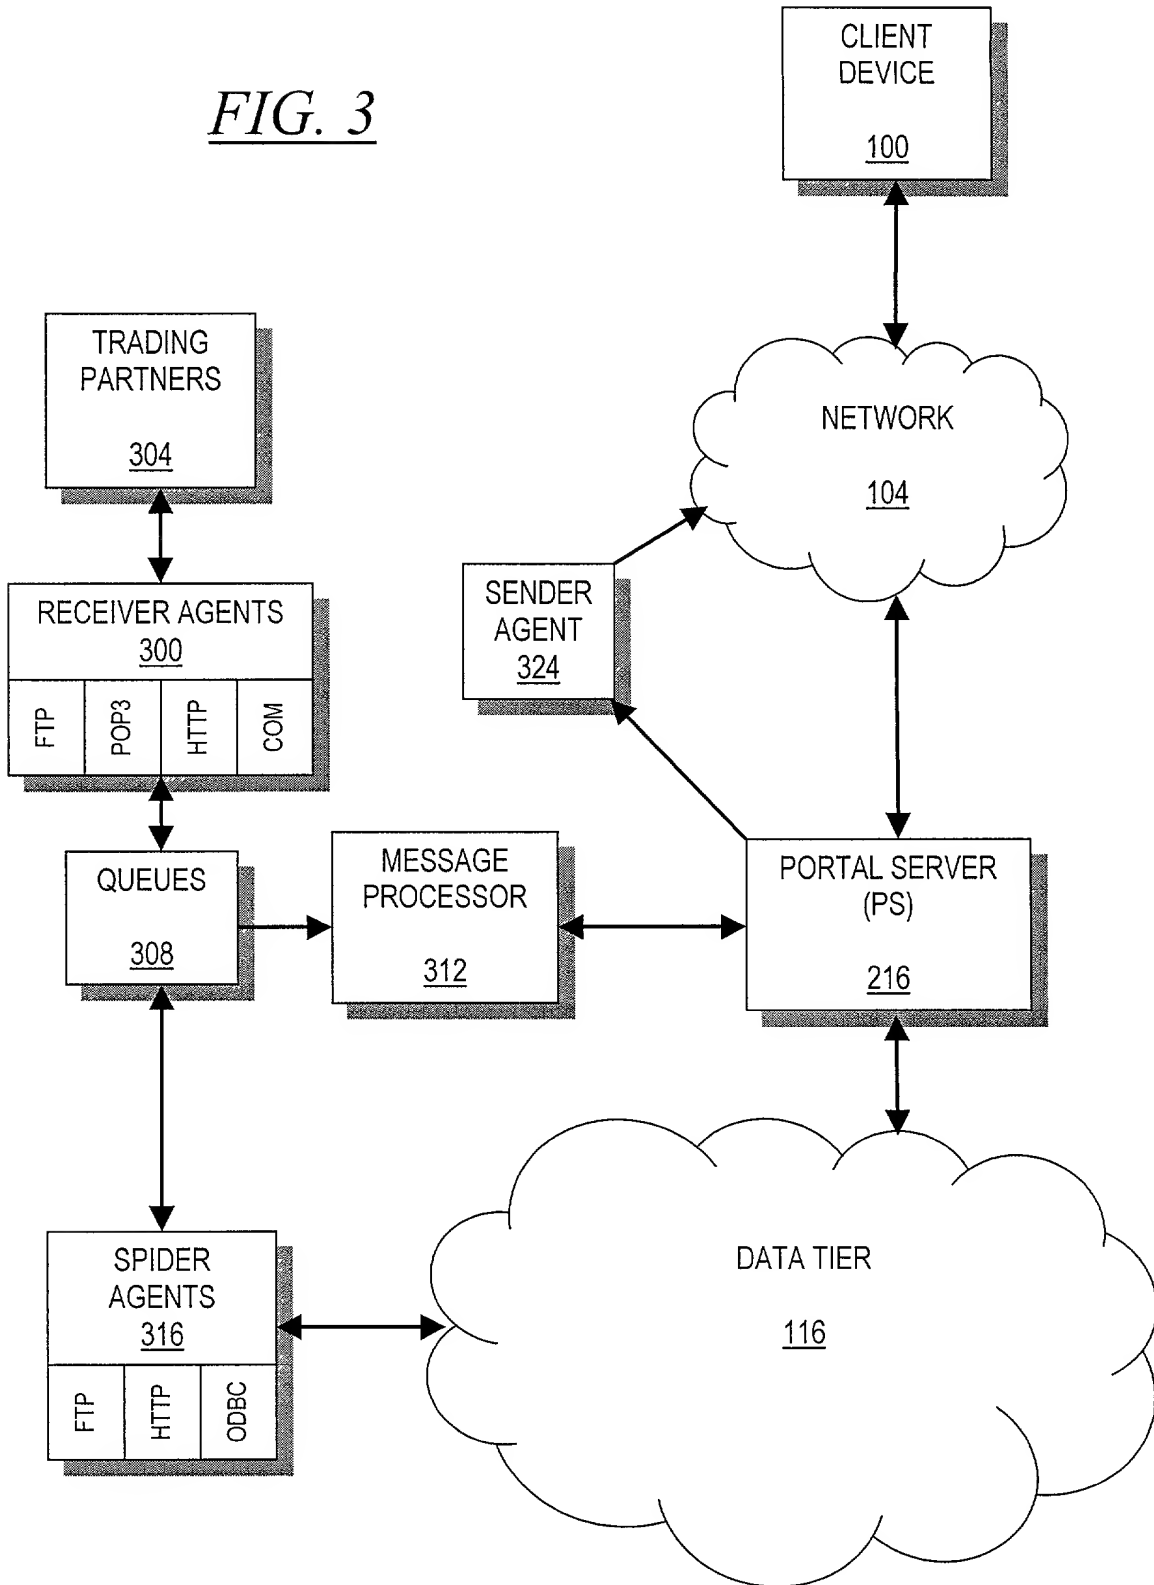 FIG. 3
CLIENT
DEVICE
100
TRADING
PARTNERS
304
NETWORK
104
RECEIVER AGENTS
300
FTP
POP3
HTTP
COM
SENDER
AGENT
324
QUEUES
308
MESSAGE
PROCESSOR
312
PORTAL SERVER
(PS)
216
SPIDER
AGENTS
316
FTP
HTTP
ODBC
DATA TIER
116